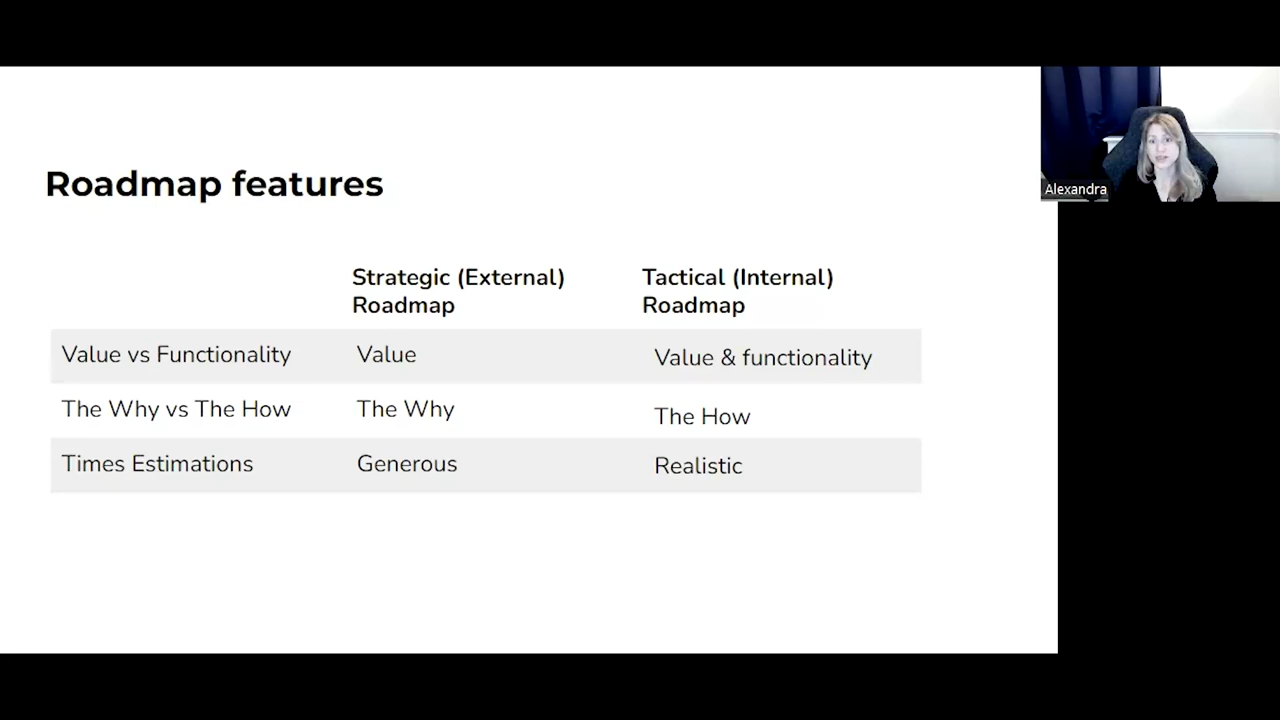 Roadmap features
Strategic (External)
Roadmap
Tactical (Internal)
Roadmap
Value vs Functionality
Value
Value & functionality
The Why vs The How
The Why
The How
Times Estimations
Generous
Realistic
Alexandra